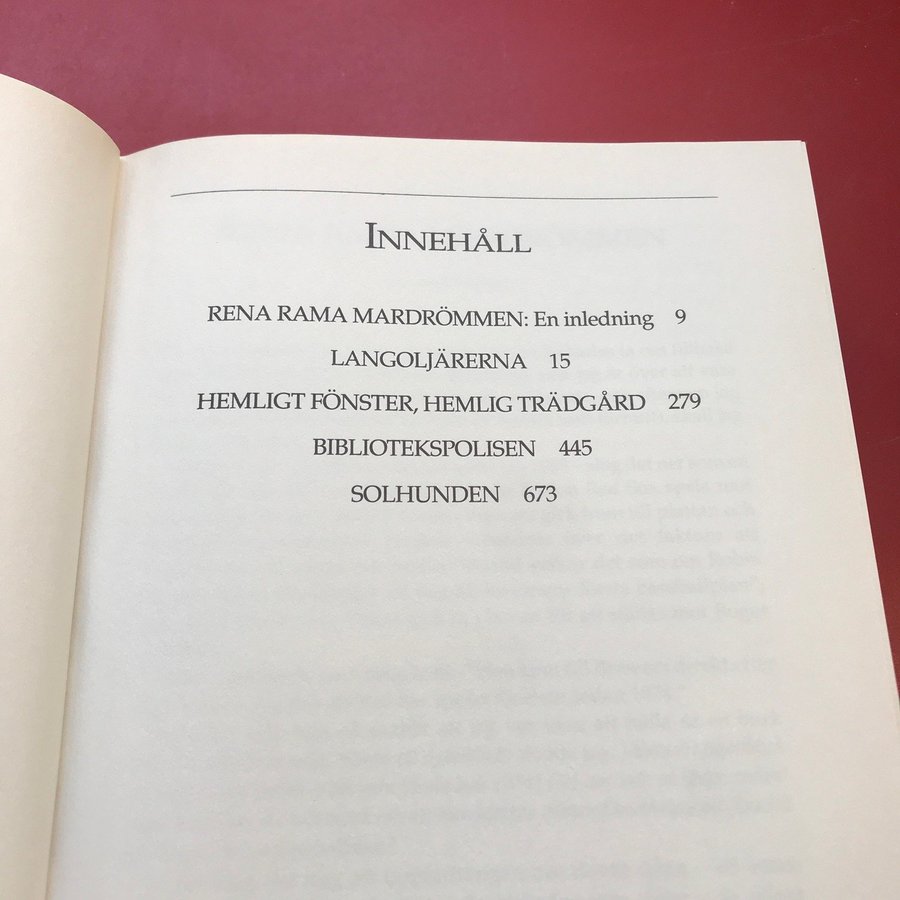 INNEHÅLL
RENA RAMA MARDRÖMMEN: En inledning 9
LANGOLJÄRERNA 15
HEMLIGT FÖNSTER, HEMLIG TRÄDGÅRD 279
BIBLIOTEKSPOLISEN 445
SOLHUNDEN 673